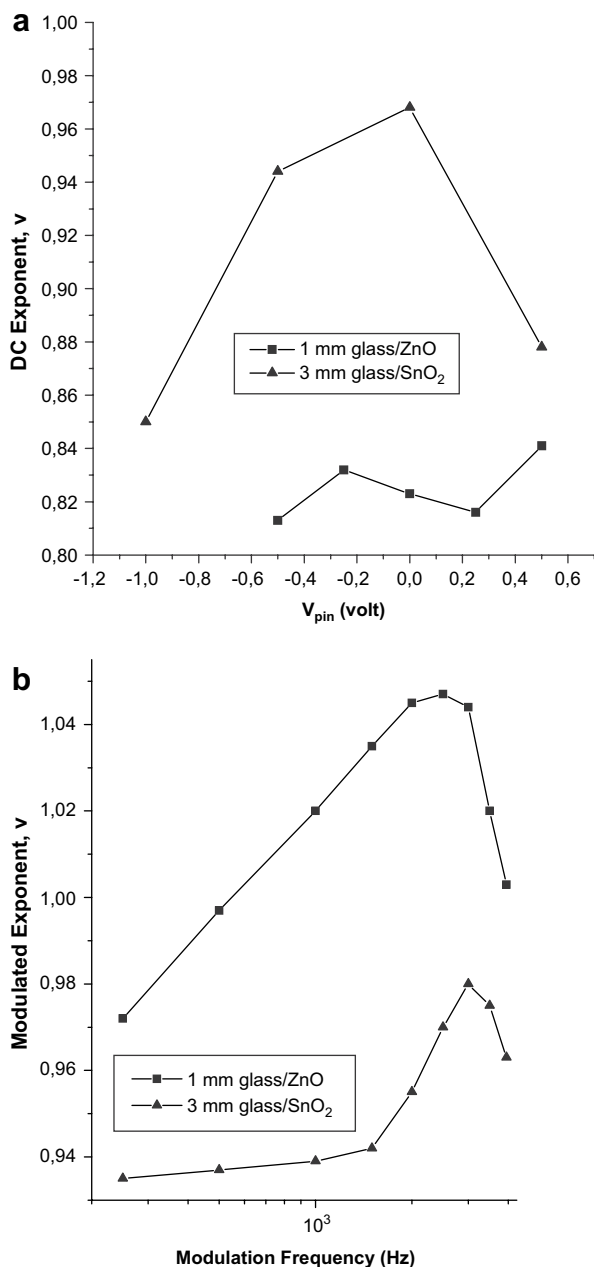 a
1,00
0,98
0,96
0,94
0,92
0,90
0,88
0,86
0,84
0,82
0,80
DC Exponent, v
1 mm glass/ZnO
3 mm glass/SnO₂
-1,2 -1,0 -0,8 -0,6 -0,4 -0,2 0,0 0,2 0,4 0,6
V_pin (volt)
b
1,04
1,02
1,00
0,98
0,96
0,94
Modulated Exponent, v
1 mm glass/ZnO
3 mm glass/SnO₂
10³
Modulation Frequency (Hz)